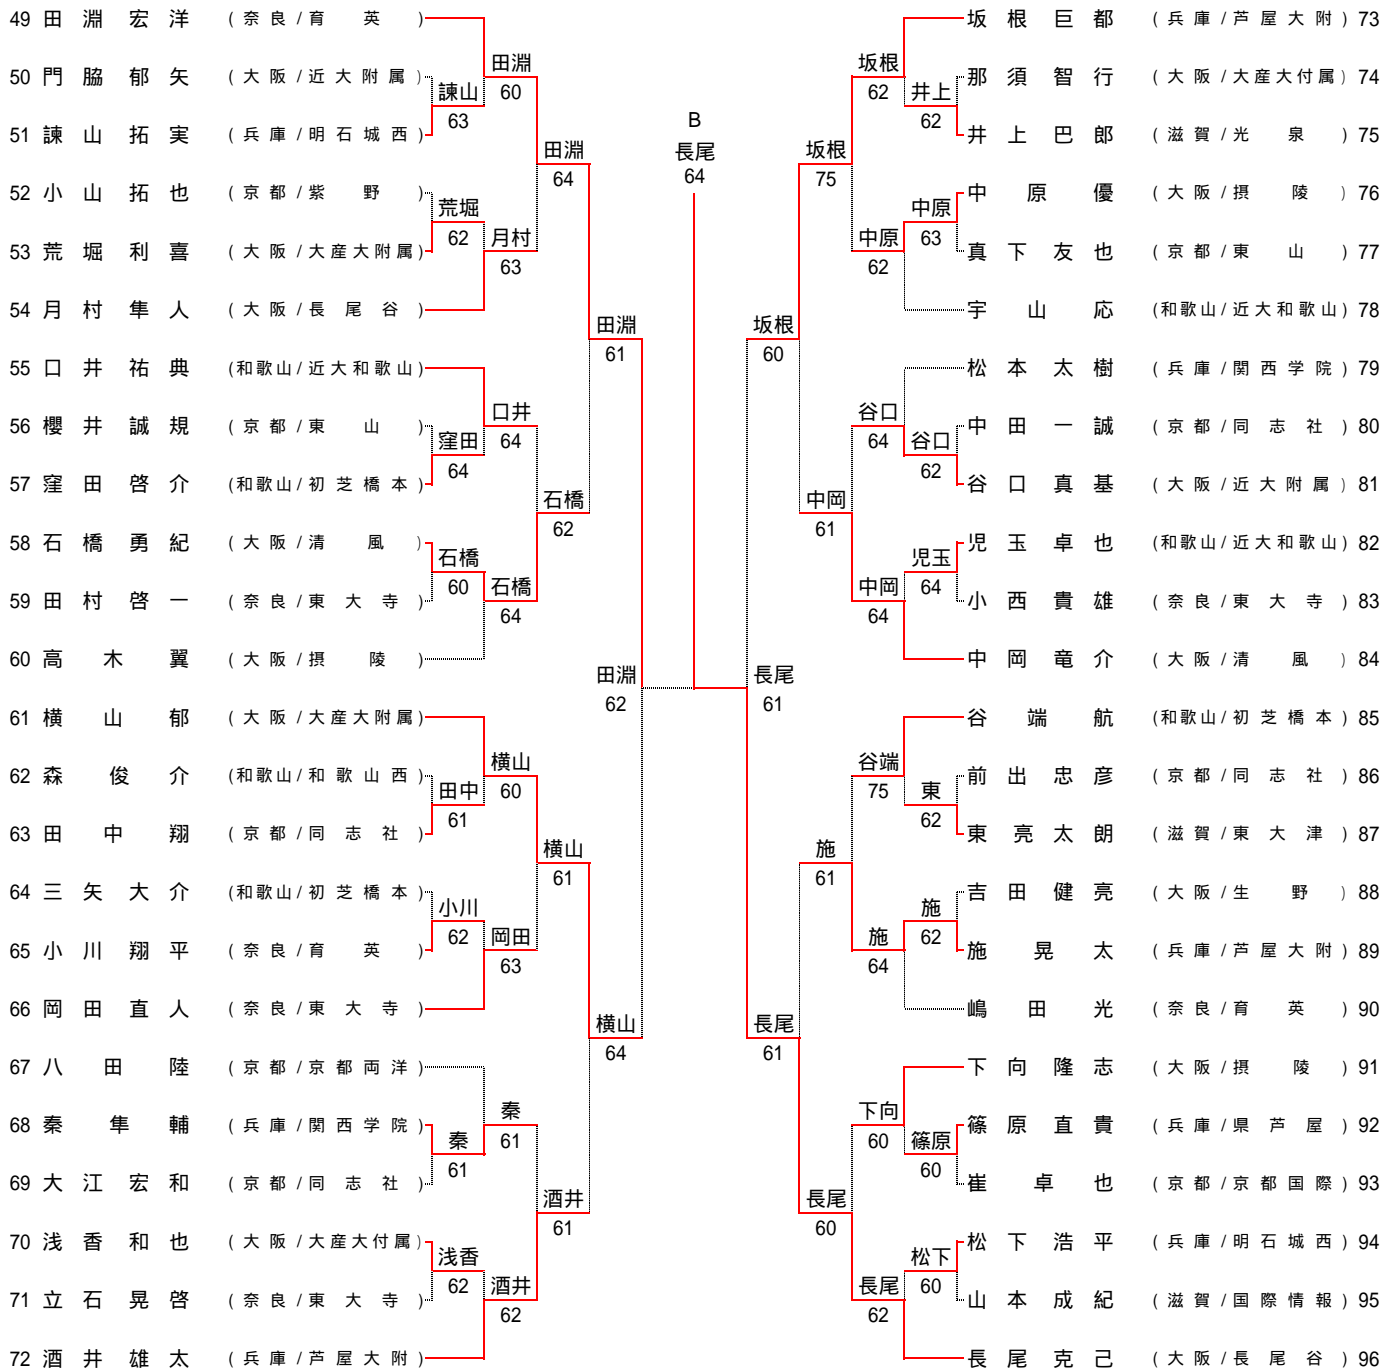 49 田淵宏洋 (奈良/育英)
50 門脇郁矢 (大阪/近大附属)
51 諫山拓実 (兵庫/明石城西)
52 小山拓也 (京都/紫野)
53 荒堀利喜 (大阪/大産大附属)
54 月村隼人 (大阪/長尾谷)
55 口井祐典 (和歌山/近大和歌山)
56 櫻井誠規 (京都/東山)
57 窪田啓介 (和歌山/初芝橋本)
58 石橋勇紀 (大阪/清風)
59 田村啓一 (奈良/東大寺)
60 高木翼 (大阪/摂陵)
61 横山郁 (大阪/大産大附属)
62 森俊介 (和歌山/和歌山西)
63 田中翔 (京都/同志社)
64 三矢大介 (和歌山/初芝橋本)
65 小川翔平 (奈良/育英)
66 岡田直人 (奈良/東大寺)
67 八田陸 (京都/京都両洋)
68 秦隼輔 (兵庫/関西学院)
69 大江宏和 (京都/同志社)
70 浅香和也 (大阪/大産大付属)
71 立石晃啓 (奈良/東大寺)
72 酒井雄太 (兵庫/芦屋大附)
諫山
63
荒堀
62
窪田
64
石橋
60
田中
61
小川
62
秦
61
浅香
62
田淵
60
月村
63
口井
64
石橋
64
横山
60
岡田
63
秦
61
酒井
62
田淵
64
石橋
62
横山
61
酒井
61
田淵
61
横山
64
田淵
62
B
長尾
64
長尾
61
坂根
60
長尾
61
坂根
75
中岡
61
施
61
長尾
60
坂根
62
中原
62
谷口
64
中岡
64
谷端
75
施
64
下向
60
長尾
62
井上
62
中原
63
谷口
62
児玉
64
東
62
施
62
篠原
60
松下
60
坂根巨都 (兵庫/芦屋大附) 73
那須智行 (大阪/大産大付属) 74
井上巴郎 (滋賀/光泉) 75
中原優 (大阪/摂陵) 76
真下友也 (京都/東山) 77
宇山応 (和歌山/近大和歌山) 78
松本太樹 (兵庫/関西学院) 79
中田一誠 (京都/同志社) 80
谷口真基 (大阪/近大附属) 81
児玉卓也 (和歌山/近大和歌山) 82
小西貴雄 (奈良/東大寺) 83
中岡竜介 (大阪/清風) 84
谷端航 (和歌山/初芝橋本) 85
前出忠彦 (京都/同志社) 86
東亮太朗 (滋賀/東大津) 87
吉田健亮 (大阪/生野) 88
施晃太 (兵庫/芦屋大附) 89
嶋田光 (奈良/育英) 90
下向隆志 (大阪/摂陵) 91
篠原直貴 (兵庫/県芦屋) 92
崔卓也 (京都/京都国際) 93
松下浩平 (兵庫/明石城西) 94
山本成紀 (滋賀/国際情報) 95
長尾克己 (大阪/長尾谷) 96